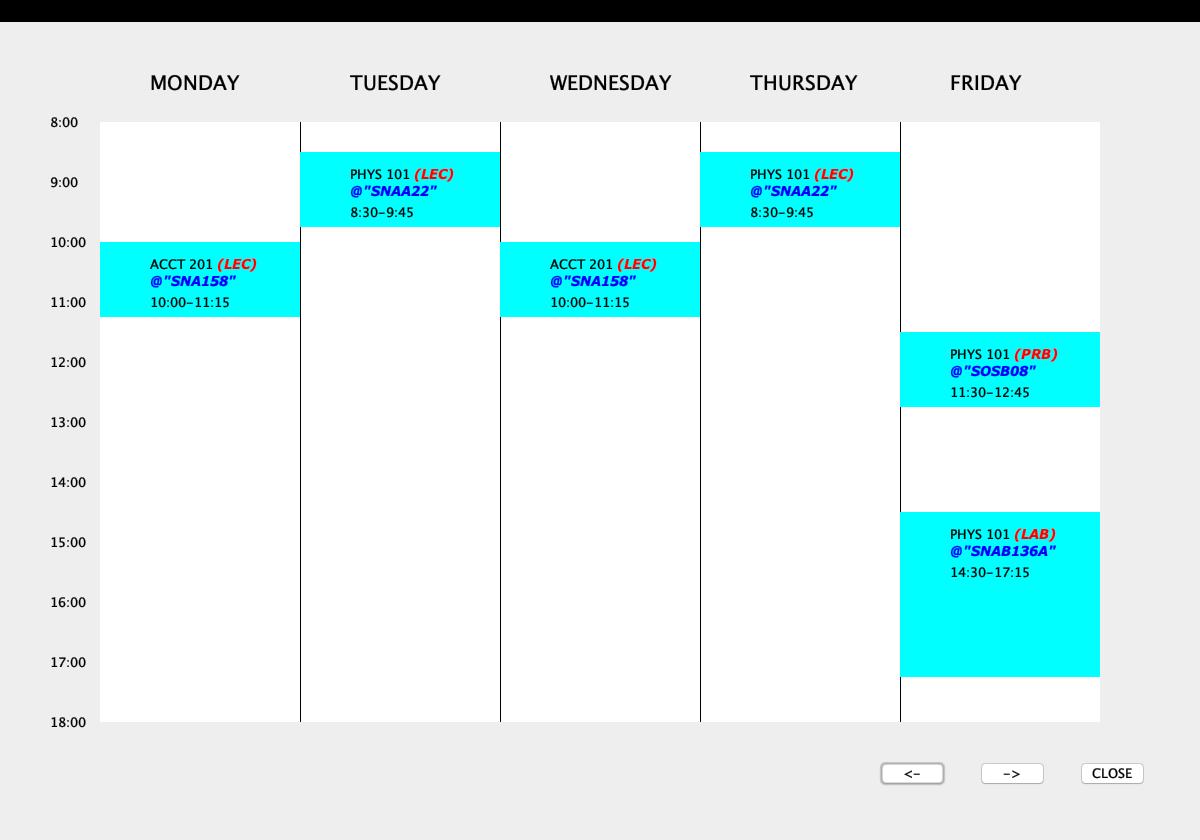 MONDAY TUESDAY WEDNESDAY THURSDAY FRIDAY
8:00
PHYS 101 (LEC)
@"SNAA22"
8:30-9:45
PHYS 101 (LEC)
@"SNAA22"
8:30-9:45
9:00
10:00
ACCT 201 (LEC)
@"SNA158"
10:00-11:15
ACCT 201 (LEC)
@"SNA158"
10:00-11:15
11:00
PHYS 101 (PRB)
@"SOSB08"
11:30-12:45
12:00
13:00
14:00
PHYS 101 (LAB)
@"SNAB136A"
14:30-17:15
15:00
16:00
17:00
18:00
<- -> CLOSE